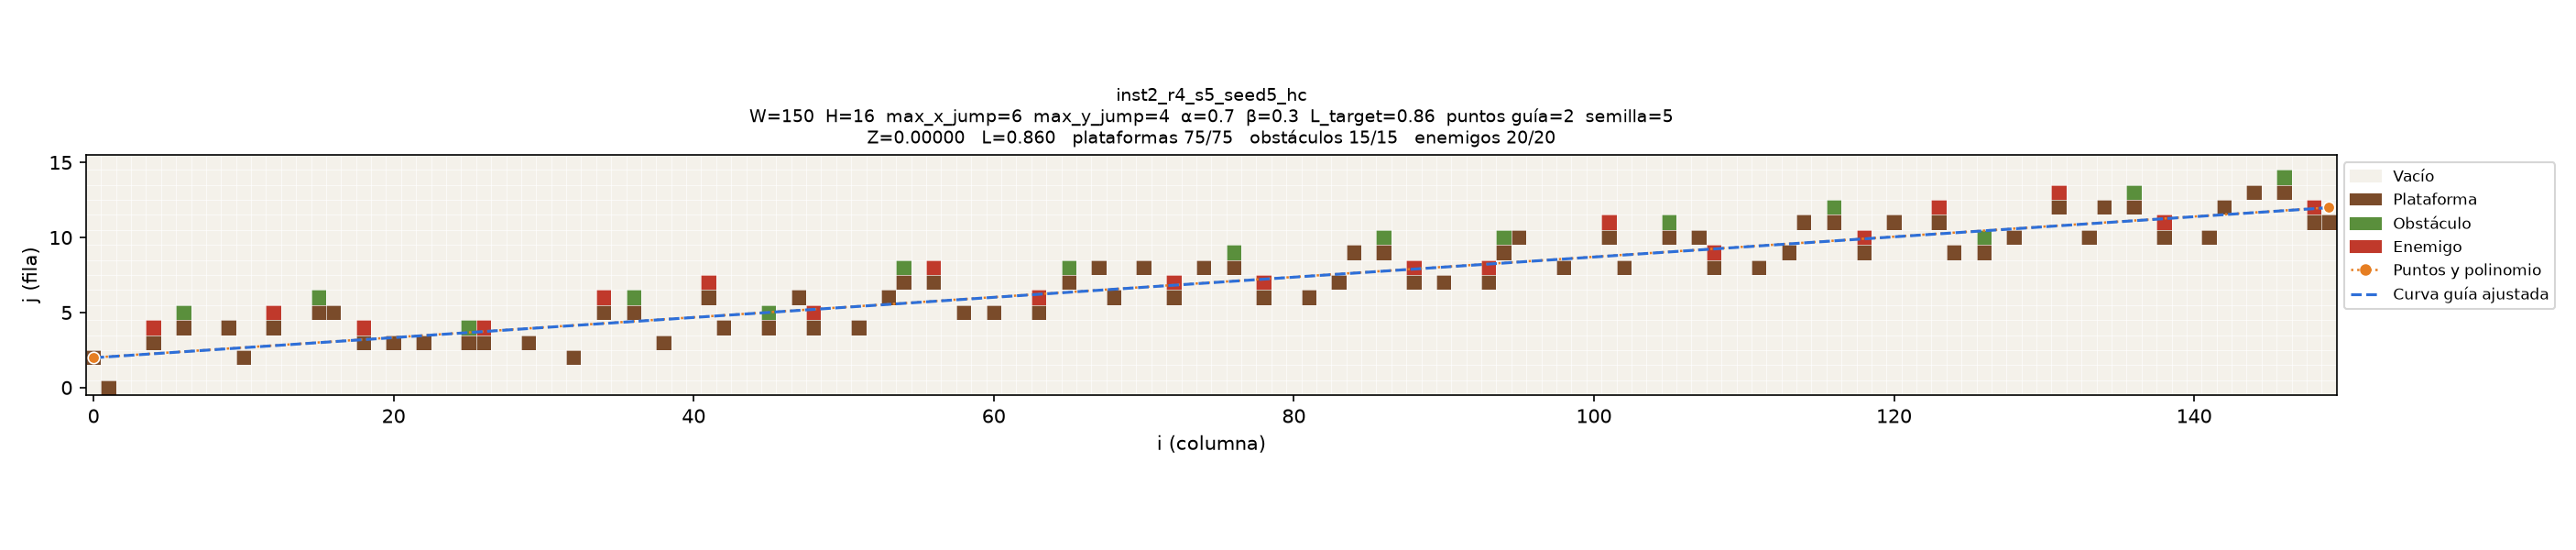 inst2_r4_s5_seed5_hc
W=150 H=16 max_x_jump=6 max_y_jump=4 α=0.7 β=0.3 L_target=0.86 puntos guía=2 semilla=5
Z=0.00000 L=0.860 plataformas 75/75 obstáculos 15/15 enemigos 20/20
15
10
5
0
j (fila)
0 20 40 60 80 100 120 140
i (columna)
Vacío
Plataforma
Obstáculo
Enemigo
Puntos y polinomio
Curva guía ajustada